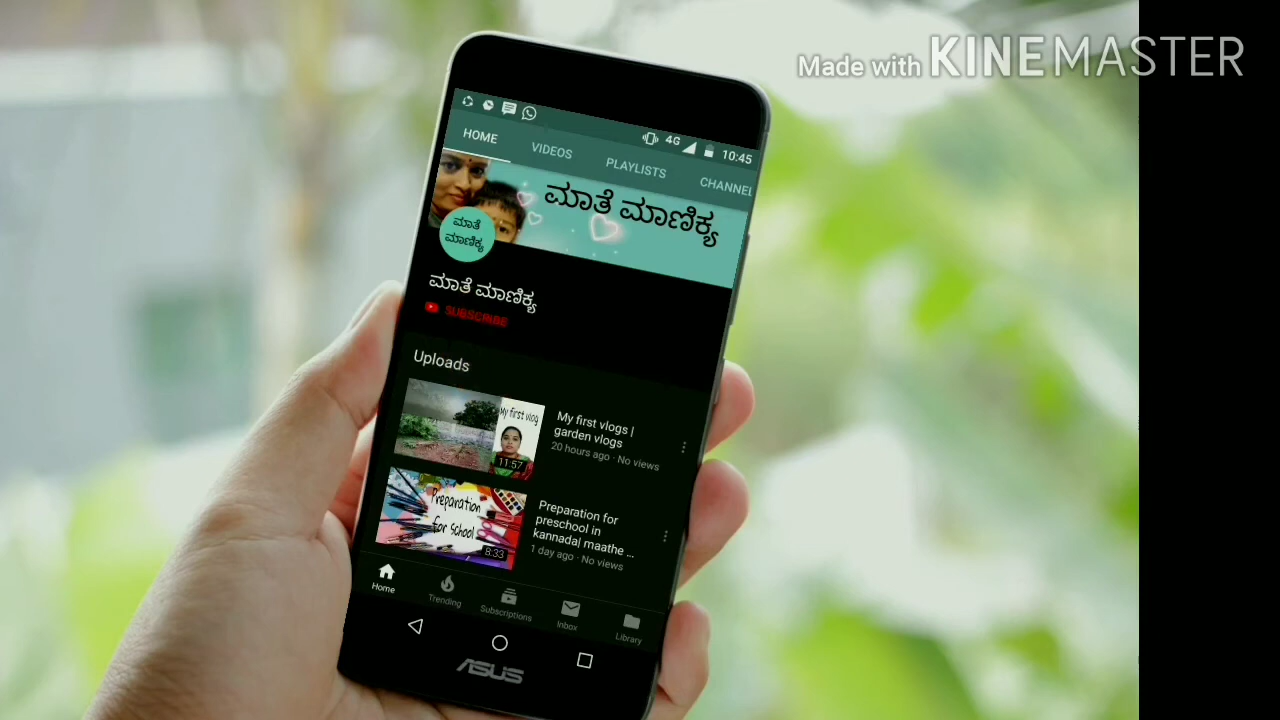 Made with KINEMASTER
4G 10:45
HOME VIDEOS PLAYLISTS CHANNEL
ಮಾತೆ ಮಾಣಿಕ್ಯ
ಮಾತೆ
ಮಾಣಿಕ್ಯ
ಮಾತೆ ಮಾಣಿಕ್ಯ
SUBSCRIBE
Uploads
My first vlog
11:57
My first vlogs |
garden vlogs
20 hours ago · No views
Preparation
for school
8:33
Preparation for
preschool in
kannada| maathe ...
1 day ago · No views
Home Trending Subscriptions Inbox Library
ASUS